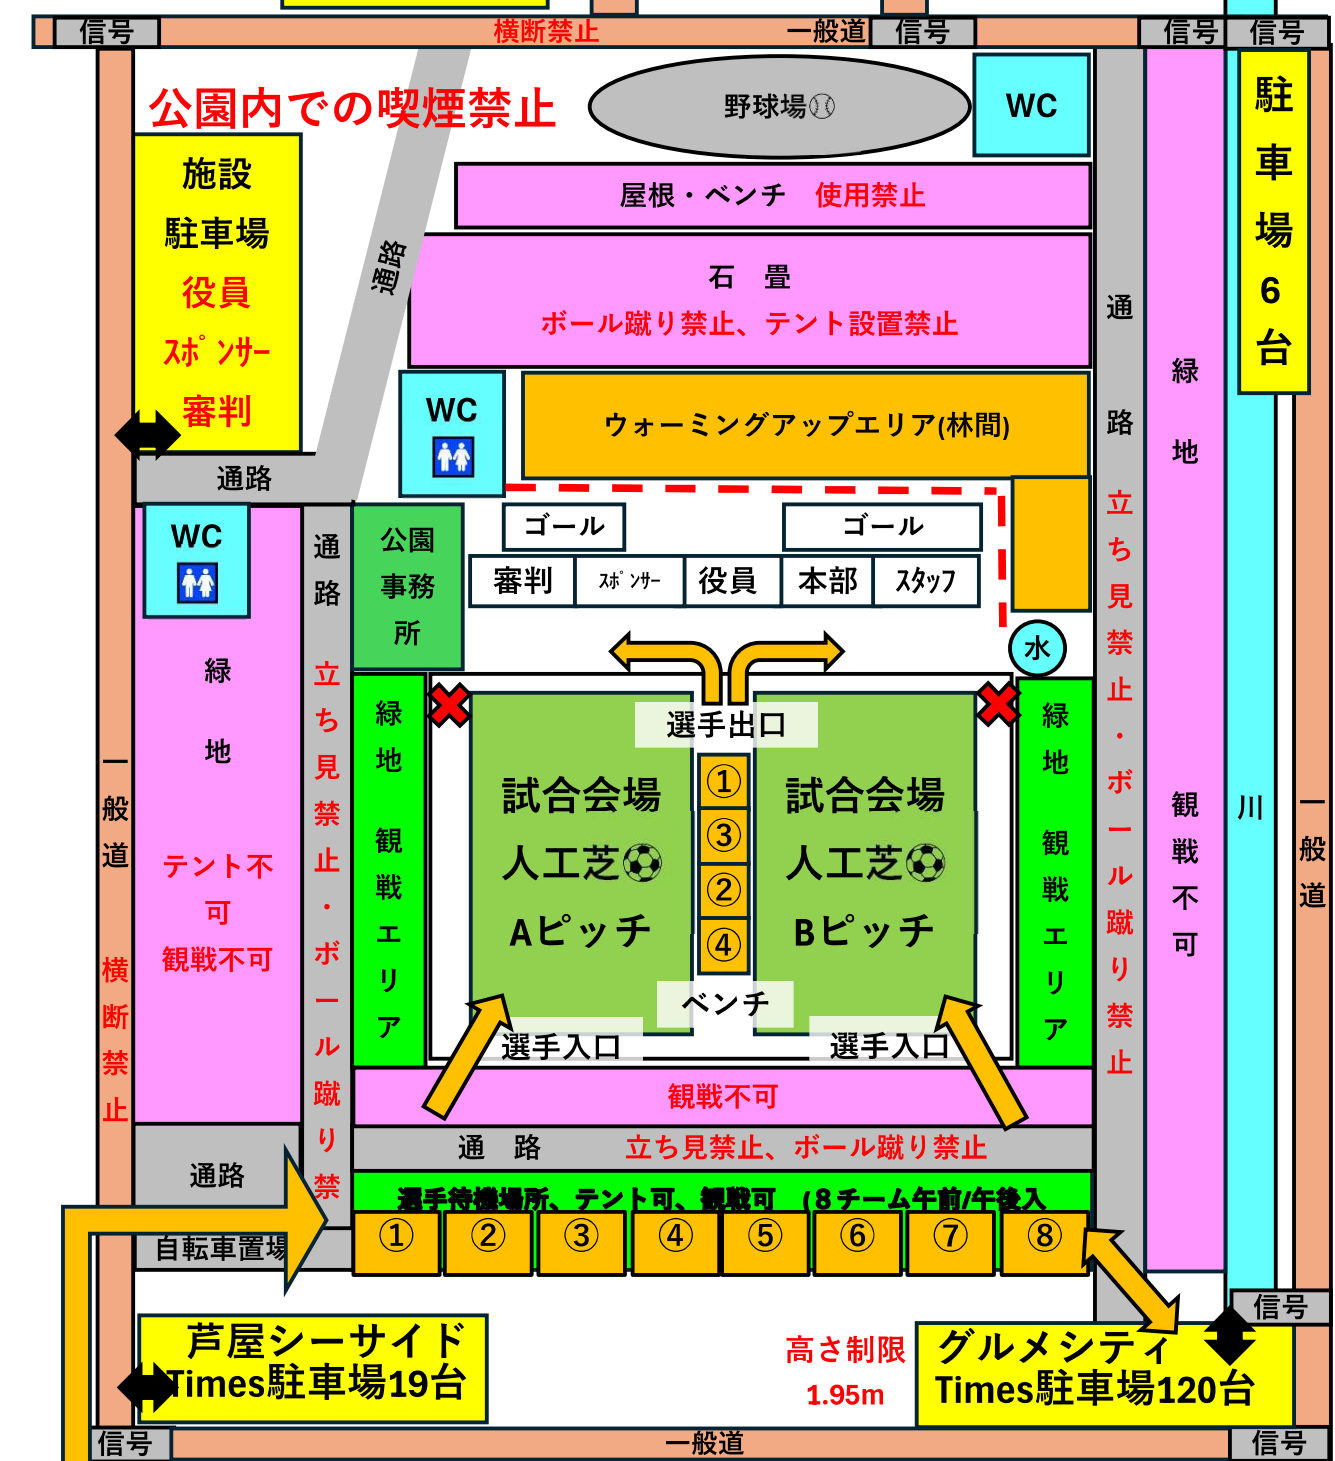 信号
横断禁止
一般道
信号
信号
信号
公園内での喫煙禁止
野球場⚾
WC
駐車場6台
施設
駐車場
役員
ｽﾎﾟﾝｻｰ
審判
屋根・ベンチ　使用禁止
通路
石　畳
ボール蹴り禁止、テント設置禁止
通路　立ち見禁止・ボール蹴り禁止
緑地　観戦不可
WC
ウォーミングアップエリア(林間)
通路
WC
通路　立ち見禁止・ボール蹴り禁
公園
事務
所
ゴール
ゴール
審判
ｽﾎﾟﾝｻｰ
役員
本部
ｽﾀｯﾌ
水
緑
地
テント不
可
観戦不可
一般道　横断禁止
緑地　観戦エリア
選手出口
試合会場
人工芝⚽
Aピッチ
①
③
②
④
ベンチ
試合会場
人工芝⚽
Bピッチ
緑地　観戦エリア
川
一般道
選手入口
選手入口
観戦不可
通　路　立ち見禁止、ボール蹴り禁止
通路
選手待機場所、テント可、観戦可　(８チーム午前/午後入
①
②
③
④
⑤
⑥
⑦
⑧
自転車置場
信号
芦屋シーサイド
Times駐車場19台
高さ制限
1.95m
グルメシティ
Times駐車場120台
信号
一般道
信号